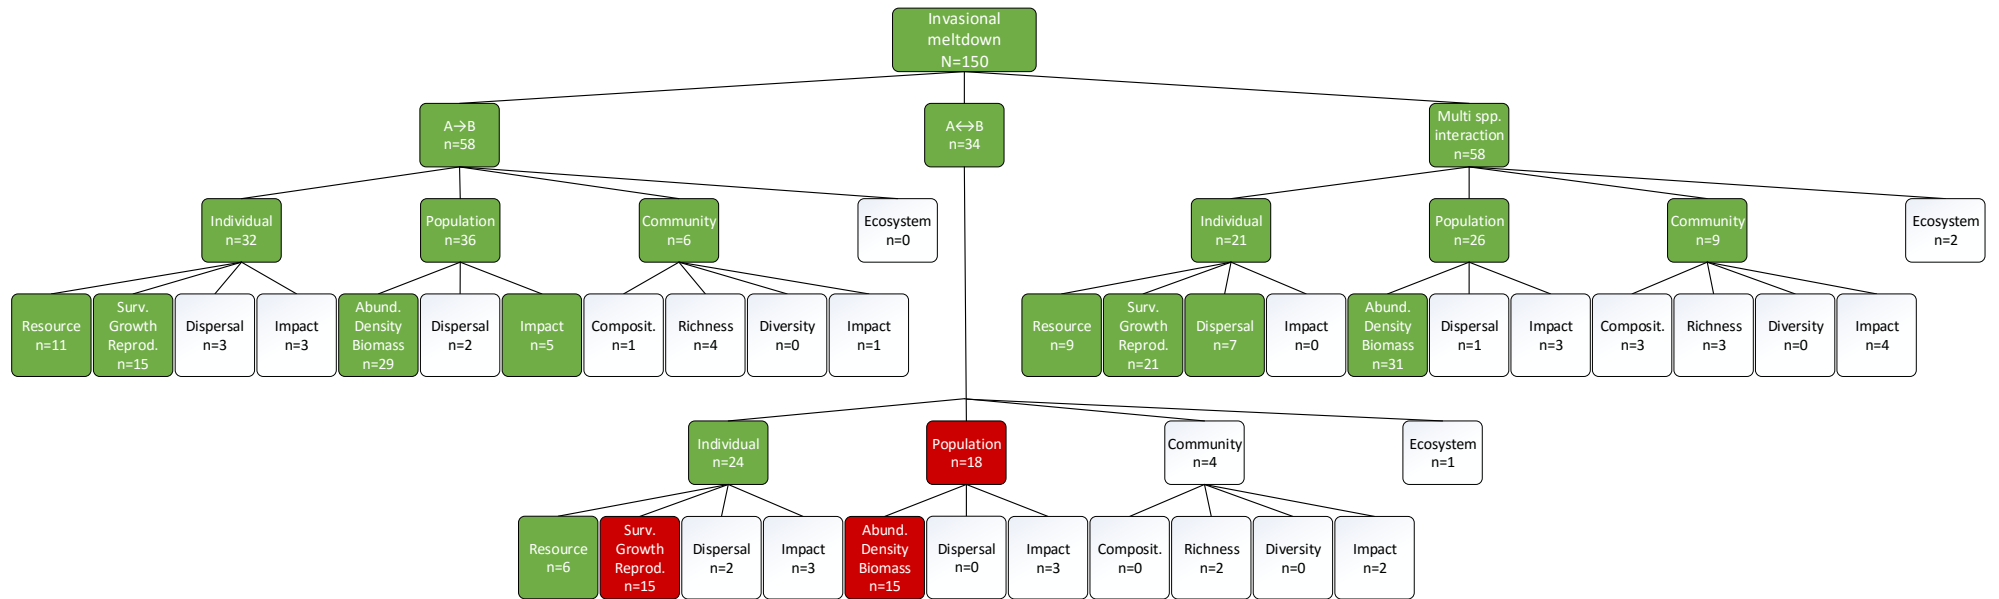 Invasional
meltdown
N=150
A→B
n=58
A↔B
n=34
Multi spp.
interaction
n=58
Individual
n=32
Population
n=36
Community
n=6
Ecosystem
n=0
Individual
n=21
Population
n=26
Community
n=9
Ecosystem
n=2
Resource
n=11
Surv.
Growth
Reprod.
n=15
Dispersal
n=3
Impact
n=3
Abund.
Density
Biomass
n=29
Dispersal
n=2
Impact
n=5
Composit.
n=1
Richness
n=4
Diversity
n=0
Impact
n=1
Resource
n=9
Surv.
Growth
Reprod.
n=21
Dispersal
n=7
Impact
n=0
Abund.
Density
Biomass
n=31
Dispersal
n=1
Impact
n=3
Composit.
n=3
Richness
n=3
Diversity
n=0
Impact
n=4
Individual
n=24
Population
n=18
Community
n=4
Ecosystem
n=1
Resource
n=6
Surv.
Growth
Reprod.
n=15
Dispersal
n=2
Impact
n=3
Abund.
Density
Biomass
n=15
Dispersal
n=0
Impact
n=3
Composit.
n=0
Richness
n=2
Diversity
n=0
Impact
n=2